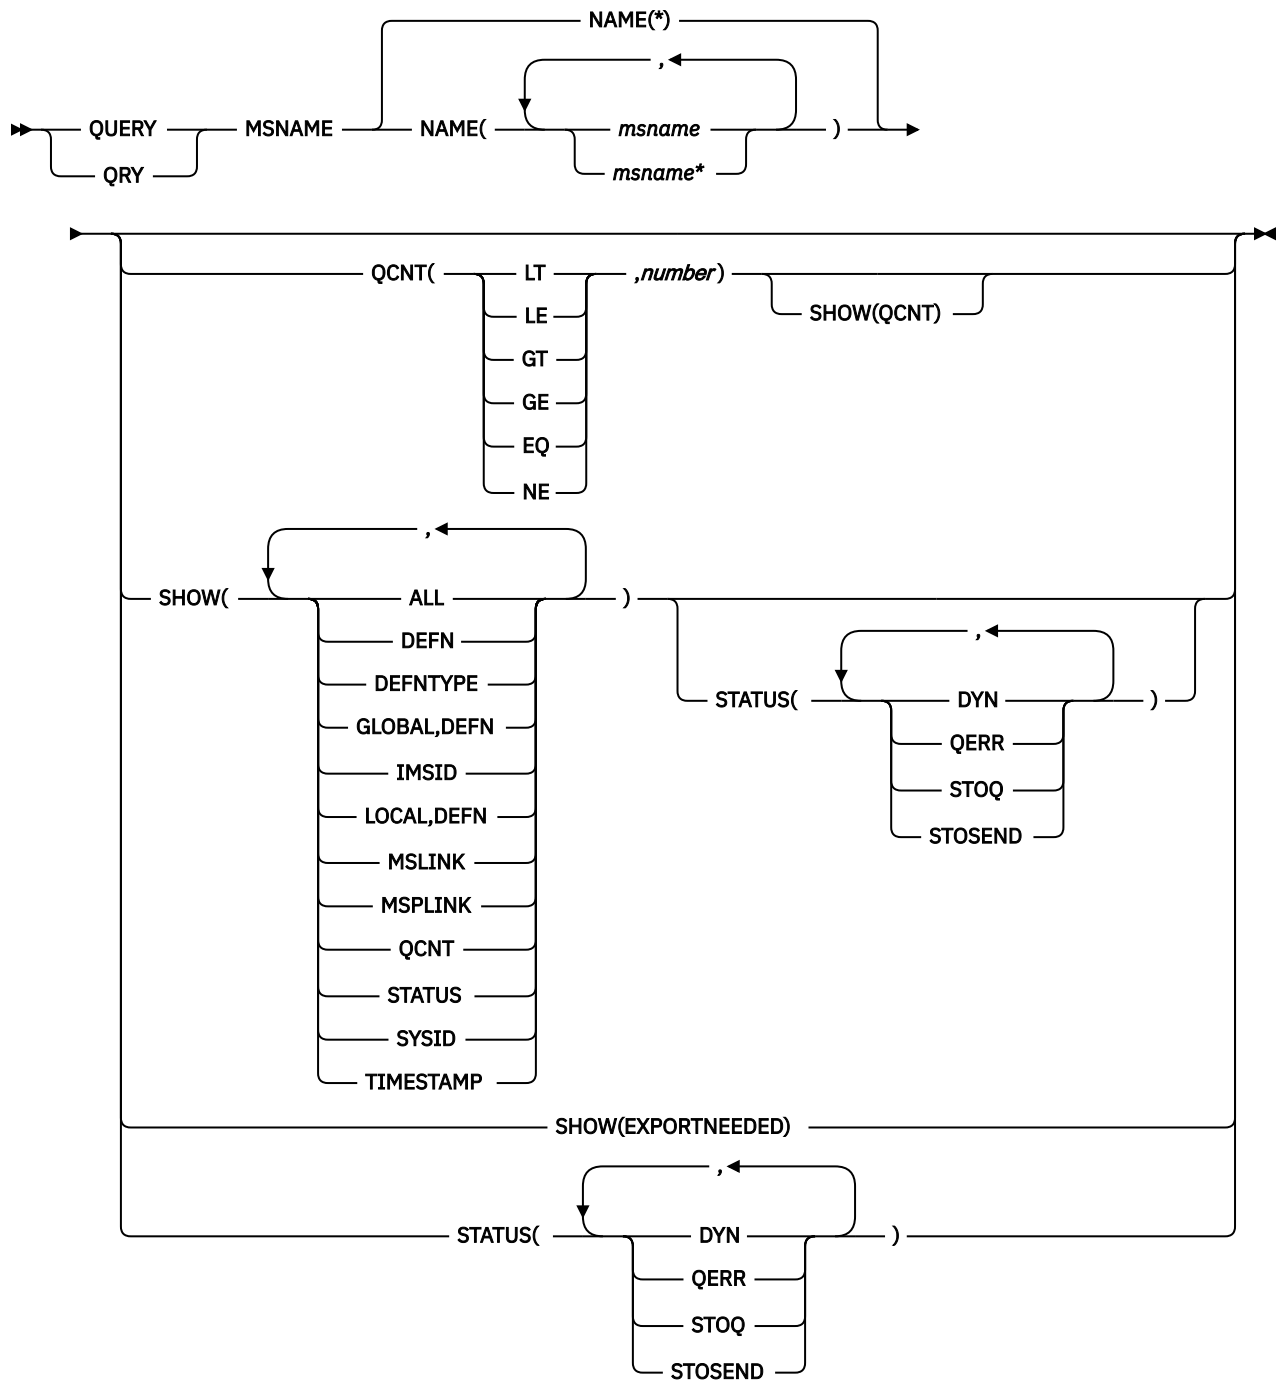 NAME(*)
,
QUERY MSNAME NAME( msname )
QRY msname*
QCNT( LT ,number)
LE SHOW(QCNT)
GT
GE
EQ
NE
,
SHOW( ALL )
,
DEFN
DEFNTYPE STATUS( DYN )
GLOBAL,DEFN QERR
IMSID STOQ
LOCAL,DEFN STOSEND
MSLINK
MSPLINK
QCNT
STATUS
SYSID
TIMESTAMP
SHOW(EXPORTNEEDED)
,
STATUS( DYN )
QERR
STOQ
STOSEND